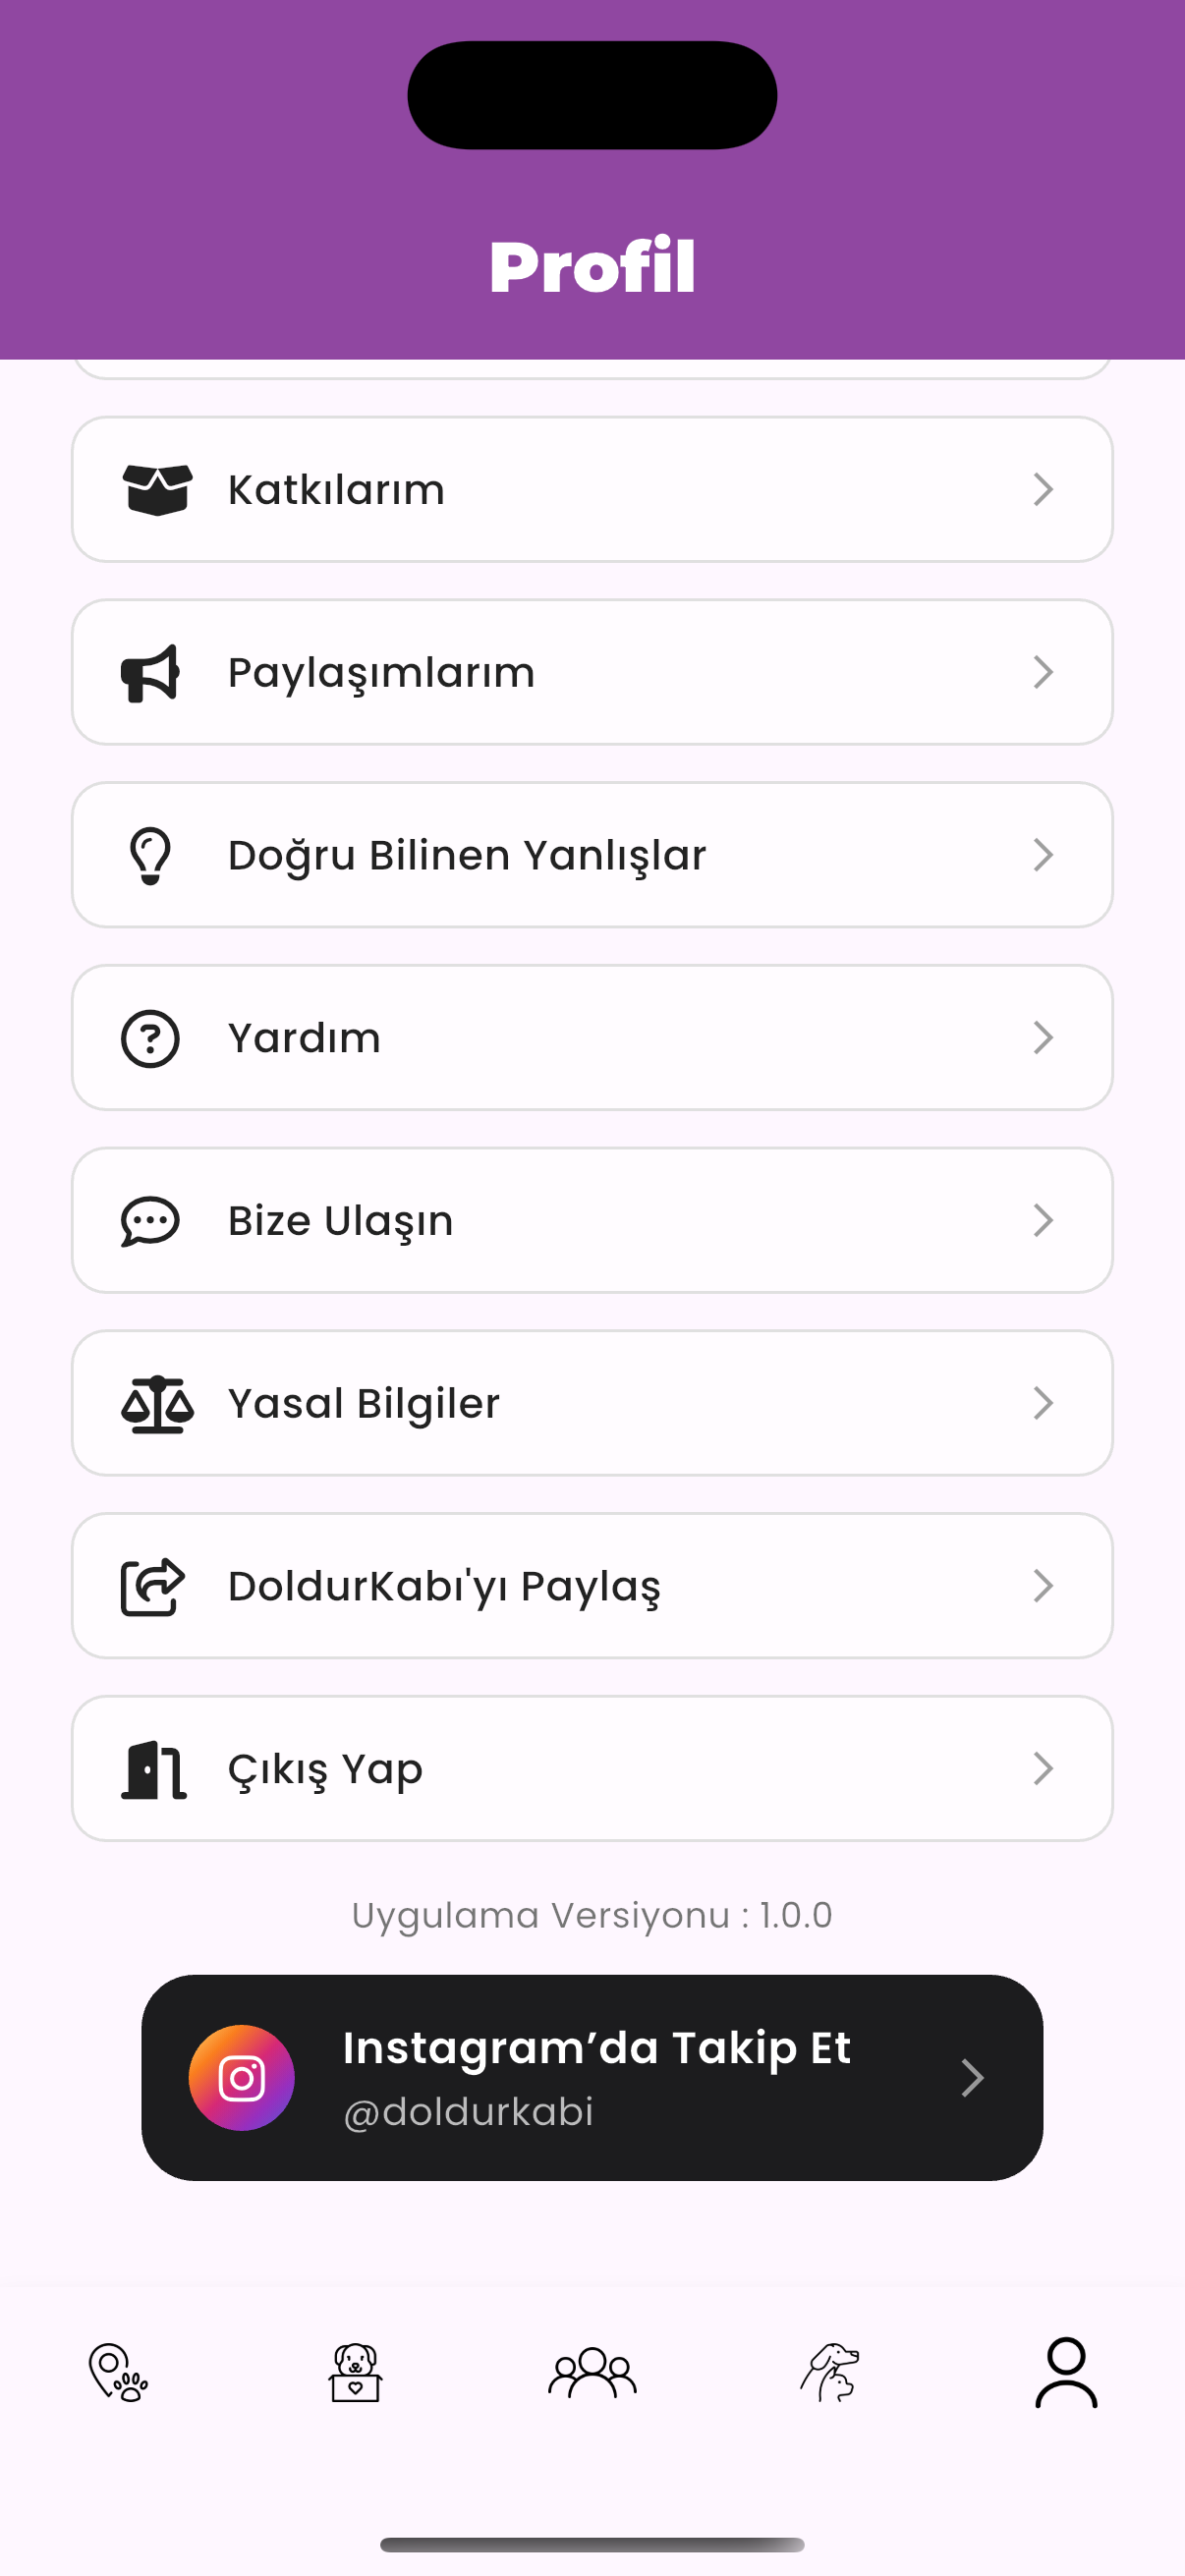 Profil
Katkılarım
Paylaşımlarım
Doğru Bilinen Yanlışlar
Yardım
Bize Ulaşın
Yasal Bilgiler
DoldurKabı'yı Paylaş
Çıkış Yap
Uygulama Versiyonu : 1.0.0
Instagram’da Takip Et
@doldurkabi